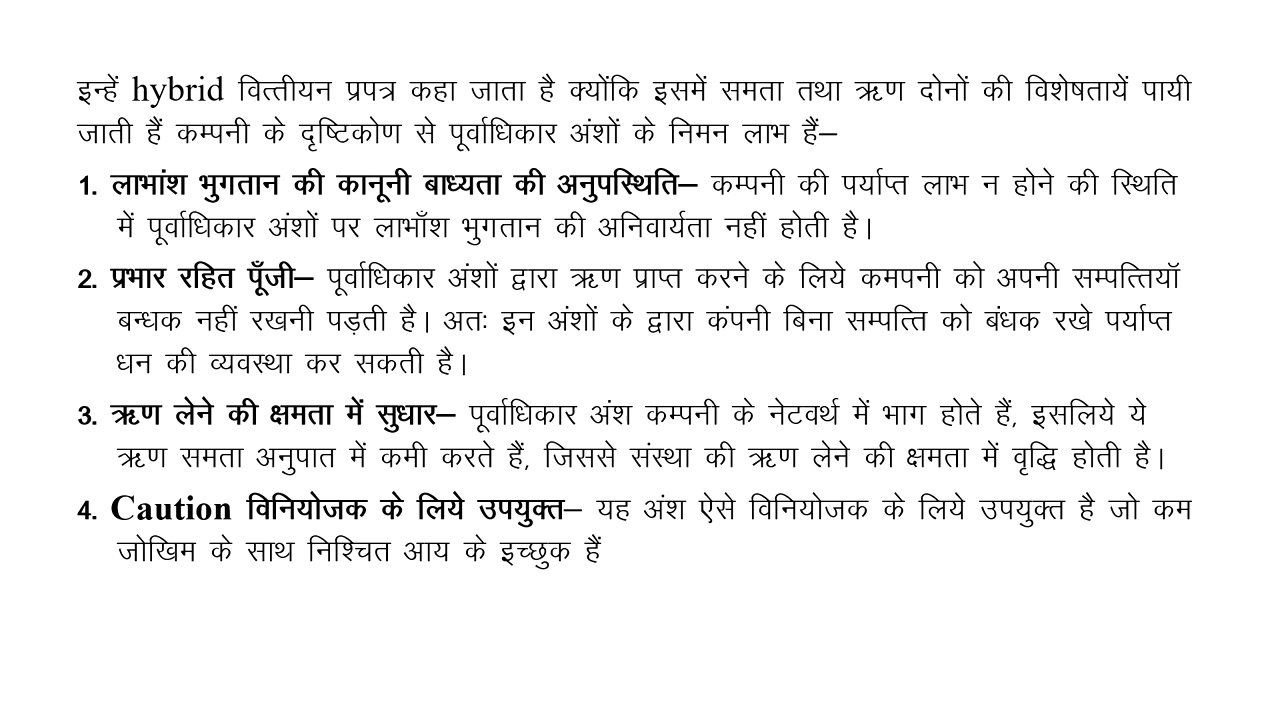 इन्हें hybrid वित्तीयन प्रपत्र कहा जाता है क्योंकि इसमें समता तथा ऋण दोनों की विशेषतायें पायी
जाती हैं कम्पनी के दृष्टिकोण से पूर्वाधिकार अंशों के निमन लाभ हैं–
1. लाभांश भुगतान की कानूनी बाध्यता की अनुपस्थिति– कम्पनी की पर्याप्त लाभ न होने की स्थिति
में पूर्वाधिकार अंशों पर लाभाँश भुगतान की अनिवार्यता नहीं होती है।
2. प्रभार रहित पूँजी– पूर्वाधिकार अंशों द्वारा ऋण प्राप्त करने के लिये कमपनी को अपनी सम्पत्तियॉ
बन्धक नहीं रखनी पड़ती है। अतः इन अंशों के द्वारा कंपनी बिना सम्पत्ति को बंधक रखे पर्याप्त
धन की व्यवस्था कर सकती है।
3. ऋण लेने की क्षमता में सुधार– पूर्वाधिकार अंश कम्पनी के नेटवर्थ में भाग होते हैं, इसलिये ये
ऋण समता अनुपात में कमी करते हैं, जिससे संस्था की ऋण लेने की क्षमता में वृद्धि होती है।
4. Caution विनियोजक के लिये उपयुक्त– यह अंश ऐसे विनियोजक के लिये उपयुक्त है जो कम
जोखिम के साथ निश्चित आय के इच्छुक हैं